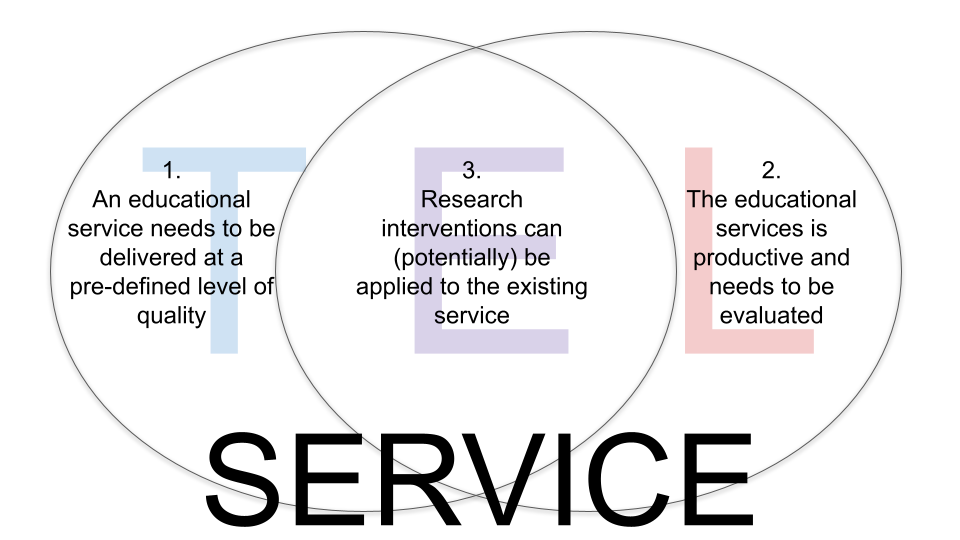 T E L
1.
An educational
service needs to be
delivered at a
pre-defined level of
quality
3.
Research
interventions can
(potentially) be
applied to the existing
service
2.
The educational
services is
productive and
needs to be
evaluated
SERVICE